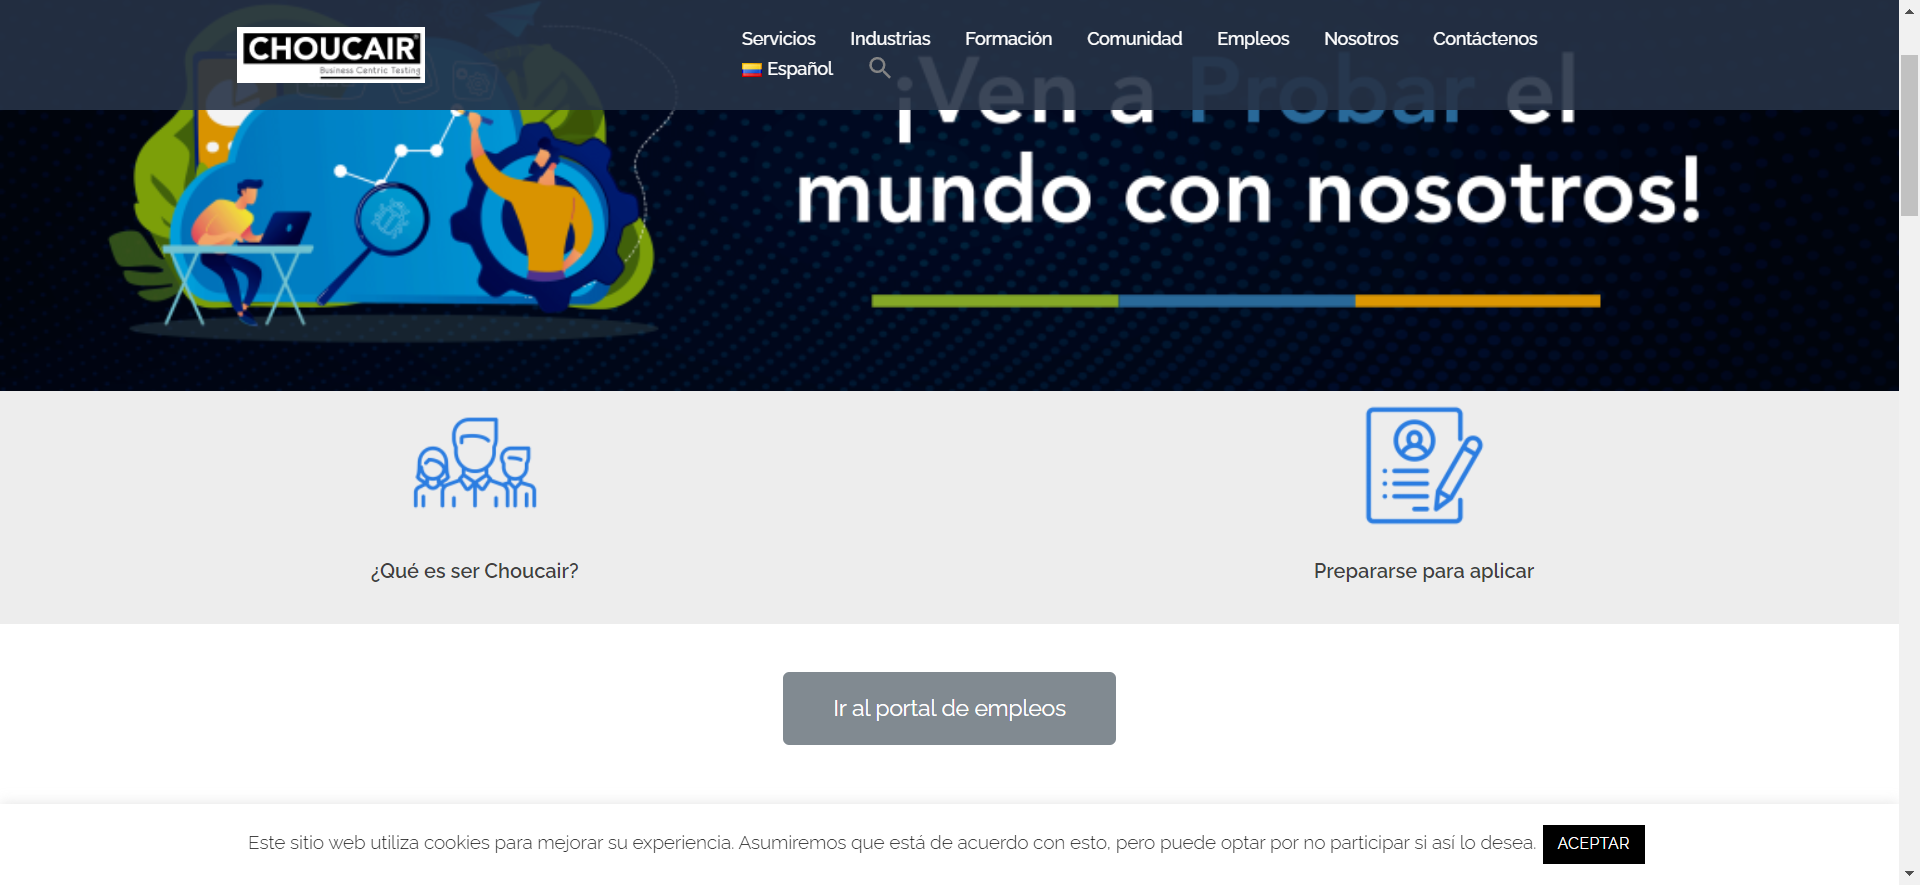 CHOUCAIR
Business Centric Testing
Servicios Industrias Formación Comunidad Empleos Nosotros Contáctenos
Español
¡Ven a Probar el
mundo con nosotros!
¿Qué es ser Choucair?
Prepararse para aplicar
Ir al portal de empleos
Este sitio web utiliza cookies para mejorar su experiencia. Asumiremos que está de acuerdo con esto, pero puede optar por no participar si así lo desea. ACEPTAR